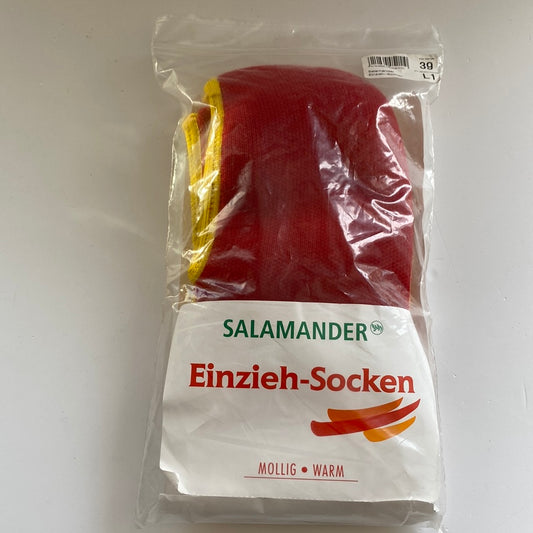 39
SALAMANDER
Einzieh-Socken
MOLLIG • WARM